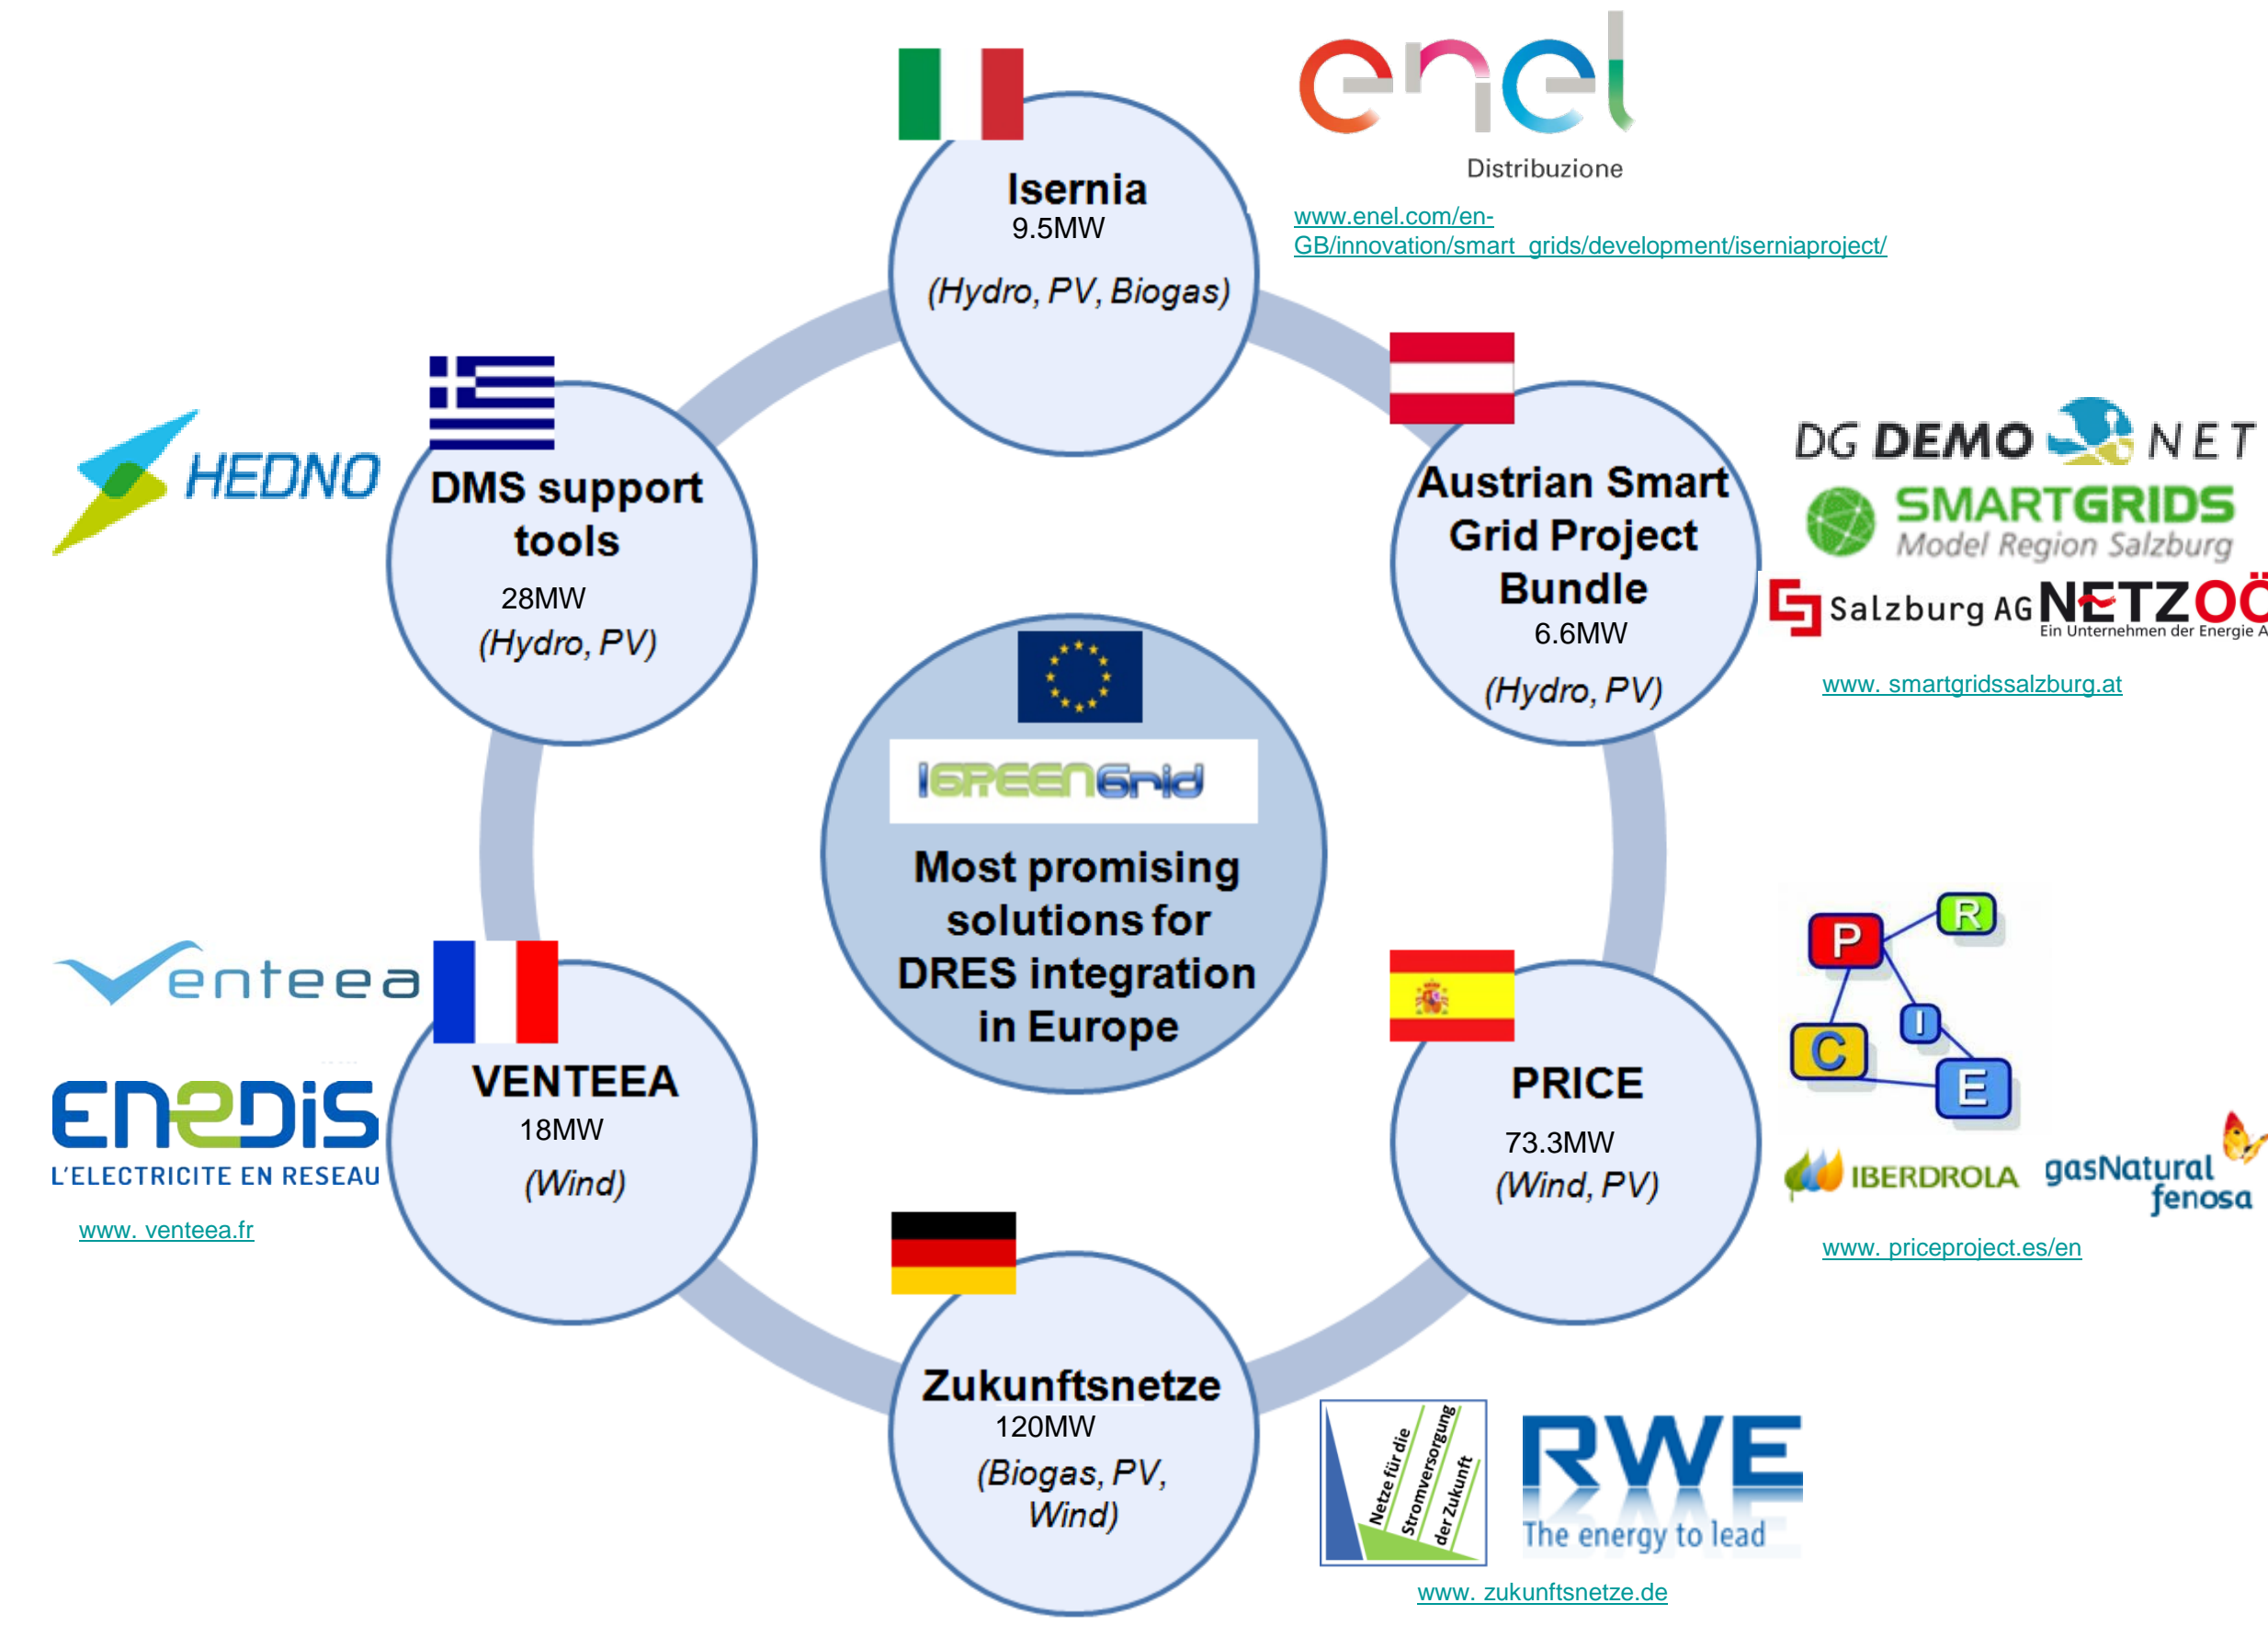 enel
Distribuzione
www.enel.com/en-
GB/innovation/smart_grids/development/iserniaproject/
Isernia
9.5MW
(Hydro, PV, Biogas)
HEDNO
DMS support
tools
28MW
(Hydro, PV)
Austrian Smart
Grid Project
Bundle
6.6MW
(Hydro, PV)
DG DEMO NET
SMARTGRIDS
Model Region Salzburg
Salzburg AG
NETZ OÖ
Ein Unternehmen der Energie A
www. smartgridssalzburg.at
IGREENGrid
Most promising
solutions for
DRES integration
in Europe
venteea
ENEDIS
L'ELECTRICITE EN RESEAU
www. venteea.fr
VENTEEA
18MW
(Wind)
PRICE
73.3MW
(Wind, PV)
P
R
I
C
E
IBERDROLA
gasNatural
fenosa
www. priceproject.es/en
Zukunftsnetze
120MW
(Biogas, PV,
Wind)
Netze für die
Stromversorgung
der Zukunft
RWE
The energy to lead
www. zukunftsnetze.de